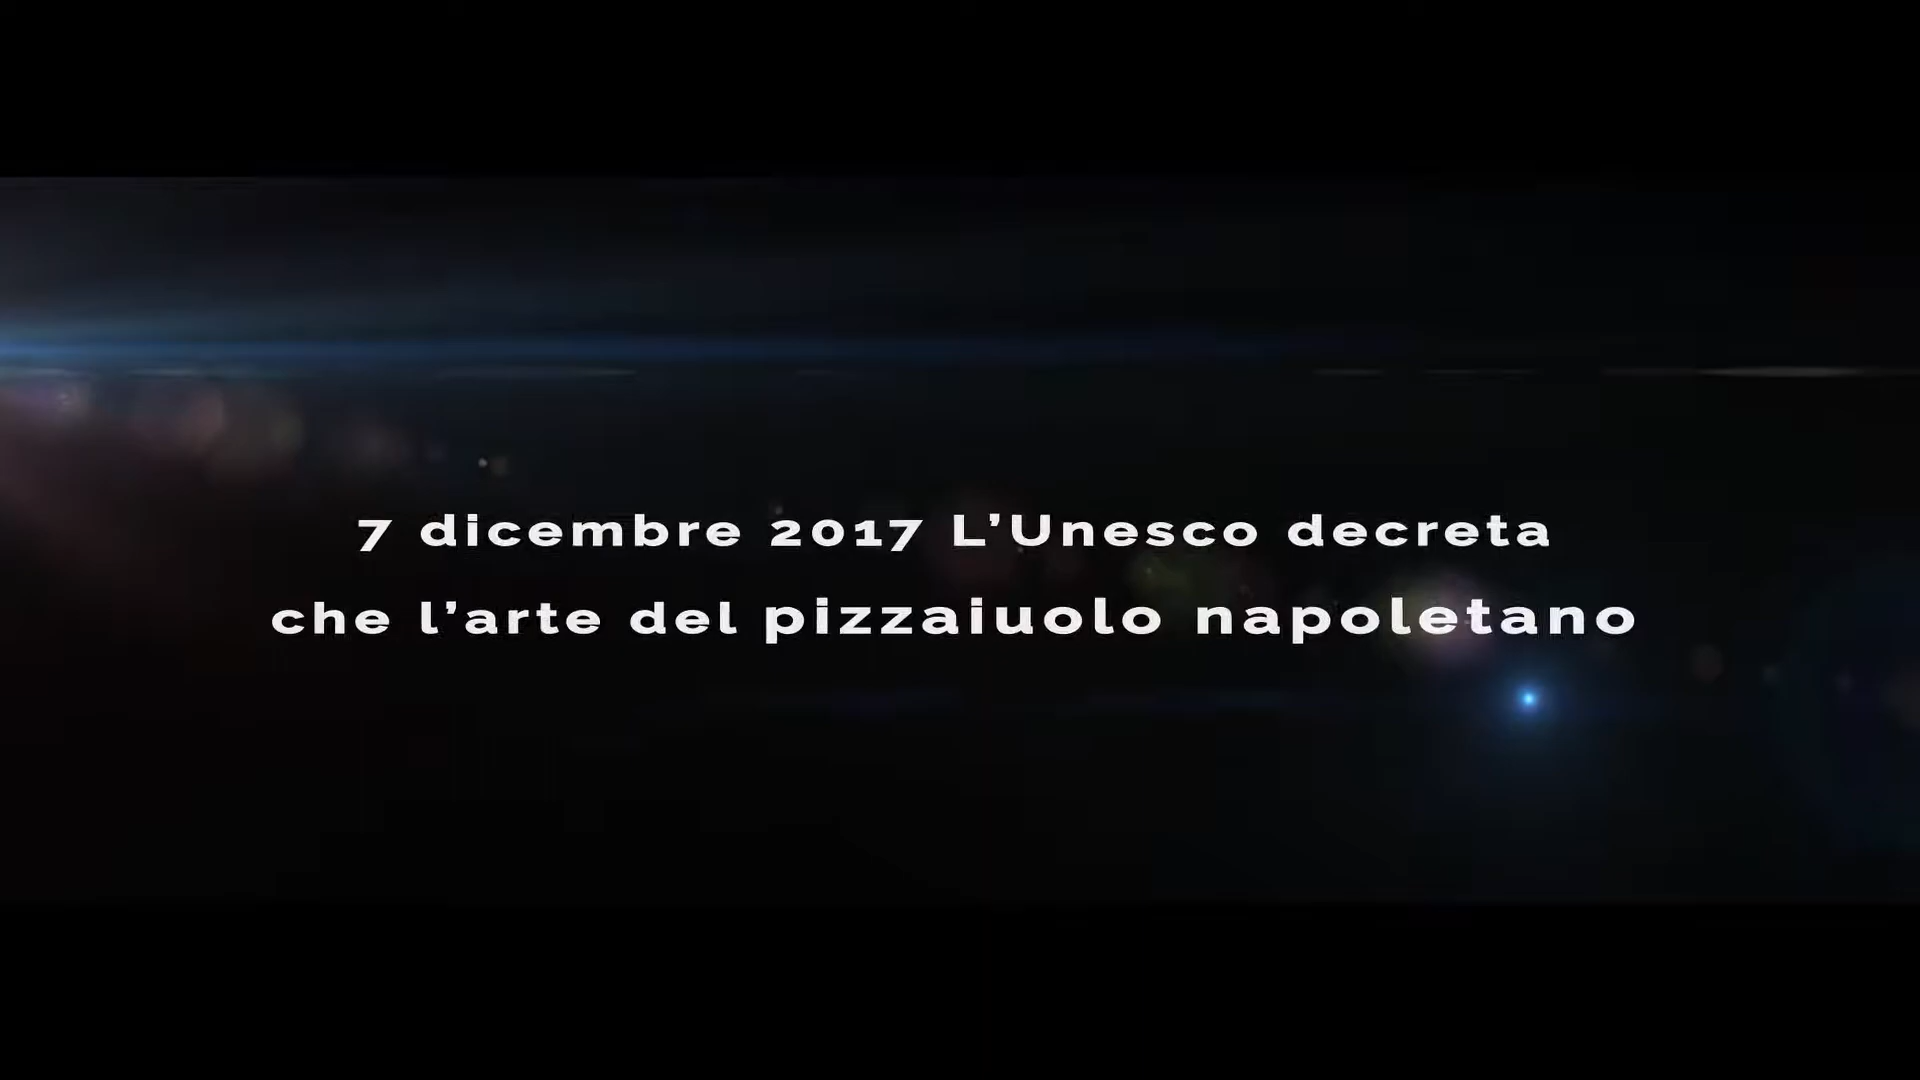 7 dicembre 2017 L’Unesco decreta
che l’arte del pizzaiuolo napoletano